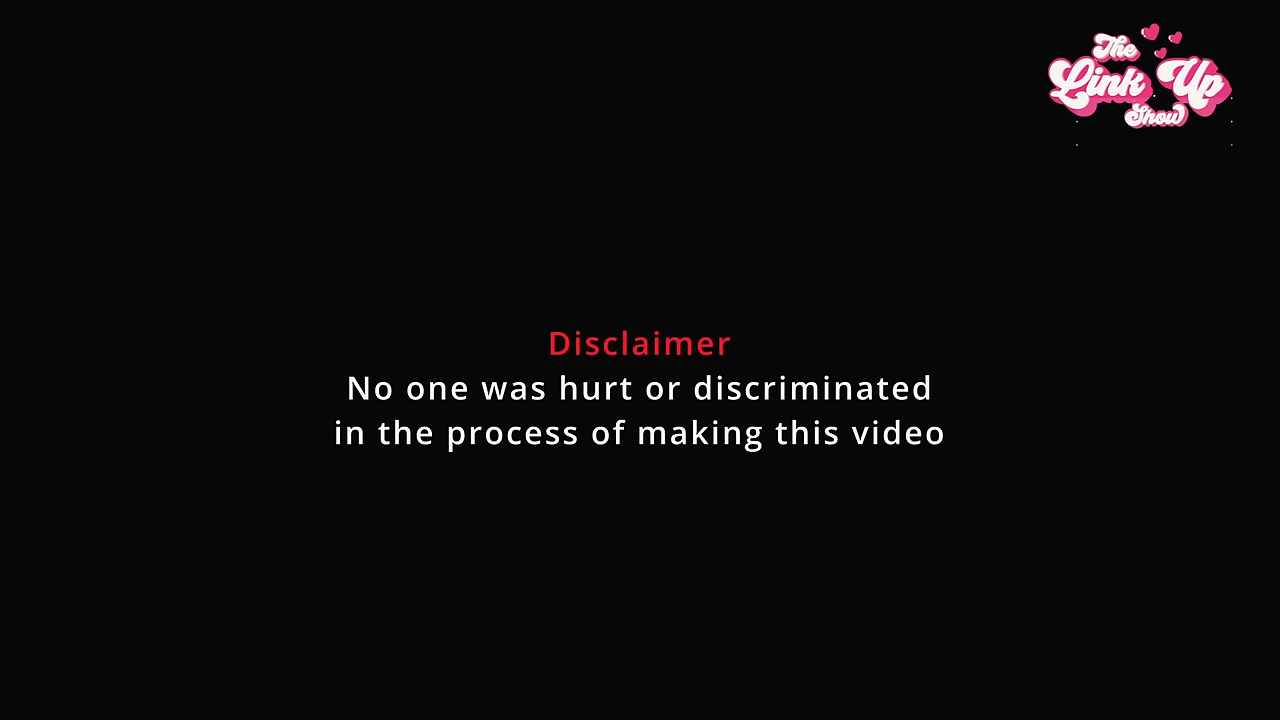 The
Link Up
Show
Disclaimer
No one was hurt or discriminated
in the process of making this video